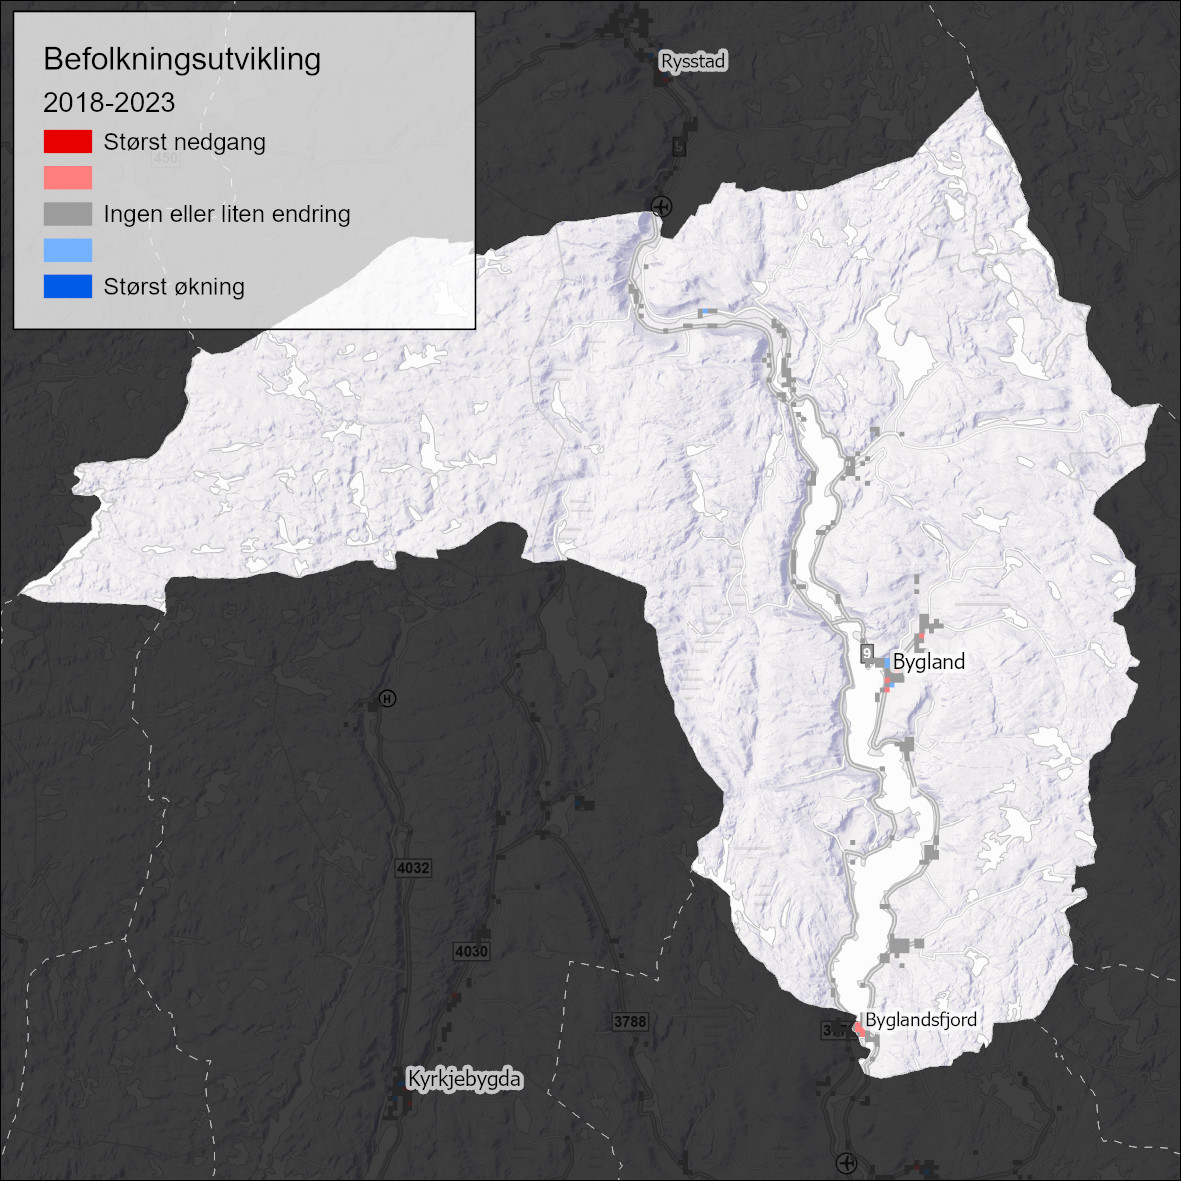 Befolkningsutvikling
2018-2023
Størst nedgang
450
Ingen eller liten endring
Størst økning
Rysstad
9
Bygland
H
4032
4030
3788
Byglandsfjord
Kyrkjebygda